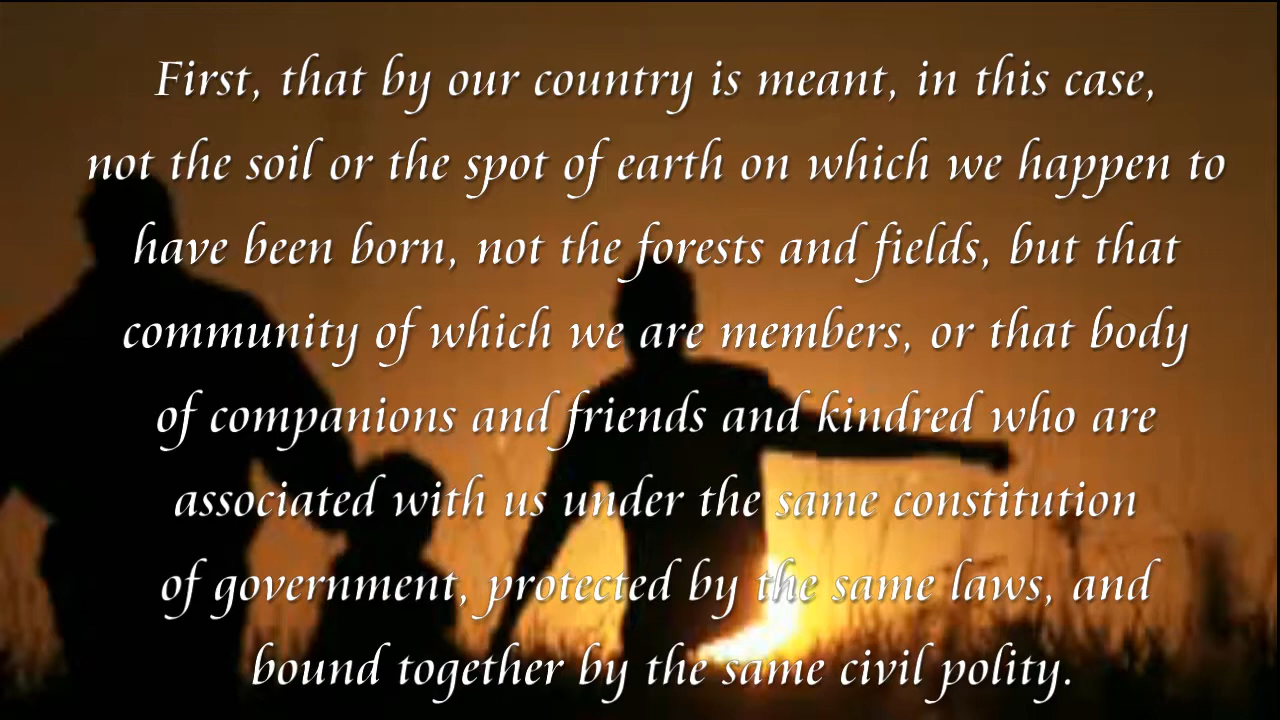 First, that by our country is meant, in this case,
not the soil or the spot of earth on which we happen to
have been born, not the forests and fields, but that
community of which we are members, or that body
of companions and friends and kindred who are
associated with us under the same constitution
of government, protected by the same laws, and
bound together by the same civil polity.